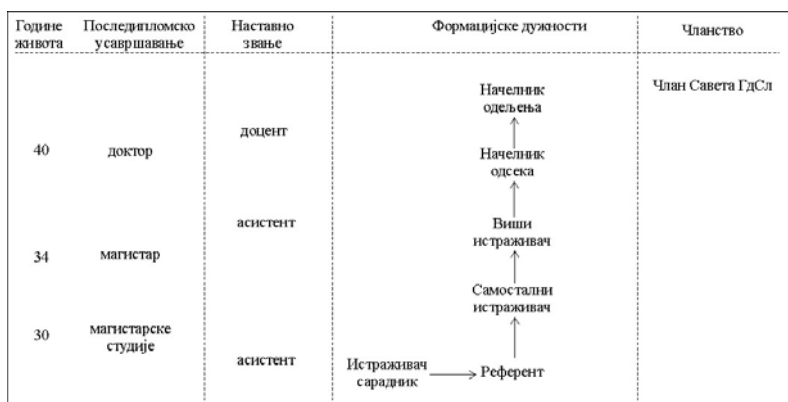 Године
живота
Последипломско
усавршавање
Наставно
звање
Формацијске дужности
Чланство
Начелник
одељења
Члан Савета ГдСл
доцент
40
доктор
Начелник
одсека
асистент
Виши
истраживач
34
магистар
Самостални
истраживач
30
магистарске
студије
асистент
Истраживач
сарадник
Референт